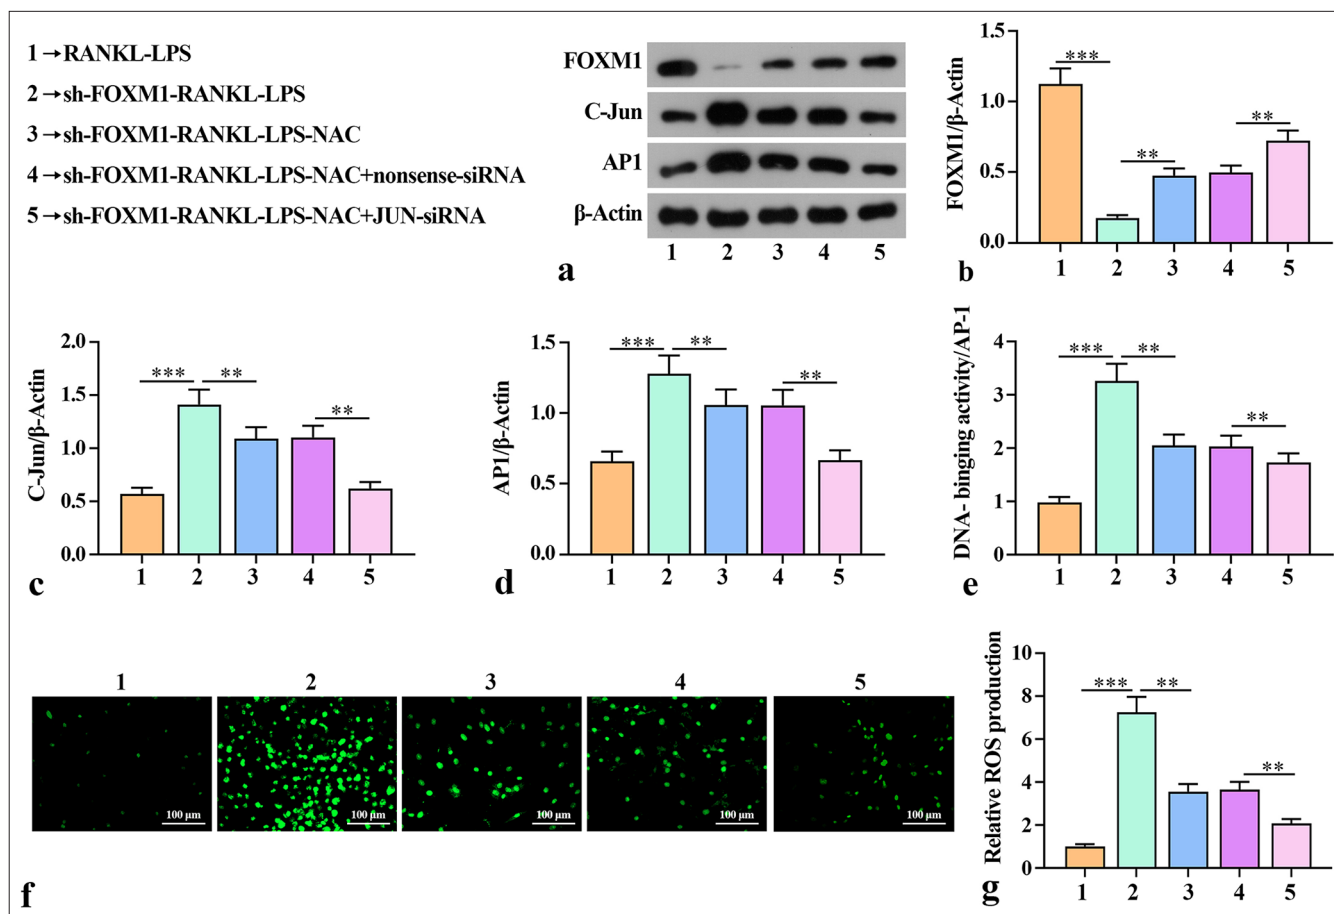 1→RANKL-LPS
2→sh-FOXM1-RANKL-LPS
3→sh-FOXM1-RANKL-LPS-NAC
4→sh-FOXM1-RANKL-LPS-NAC+nonsense-siRNA
5→sh-FOXM1-RANKL-LPS-NAC+JUN-siRNA
FOXM1
C-Jun
AP1
β-Actin
1 2 3 4 5
a
FOXM1/β-Actin
1.5
1.0
0.5
0.0
*** ** **
1 2 3 4 5
b
C-Jun/β-Actin
2.0
1.5
1.0
0.5
0.0
*** ** **
1 2 3 4 5
c
AP1/β-Actin
1.5
1.0
0.5
0.0
*** ** **
1 2 3 4 5
d
DNA- binging activity/AP-1
4
3
2
1
0
*** ** **
1 2 3 4 5
e
1 2 3 4 5
100 μm 100 μm 100 μm 100 μm 100 μm
f
Relative ROS production
10
8
6
4
2
0
*** ** **
1 2 3 4 5
g